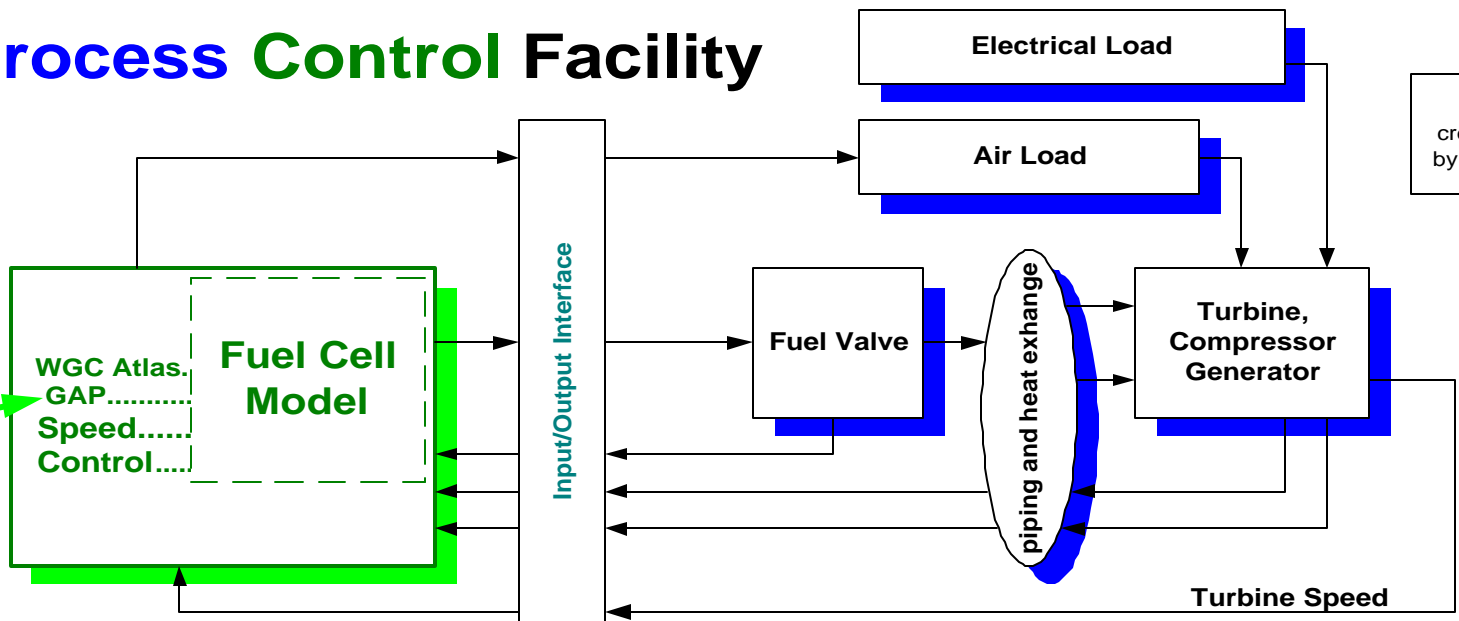 rocess Control Facility
Electrical Load
Air Load
Input/Output Interface
WGC Atlas.
GAP...........
Speed......
Control.....
Fuel Cell
Model
Fuel Valve
piping and heat exhange
Turbine,
Compressor
Generator
Turbine Speed
by